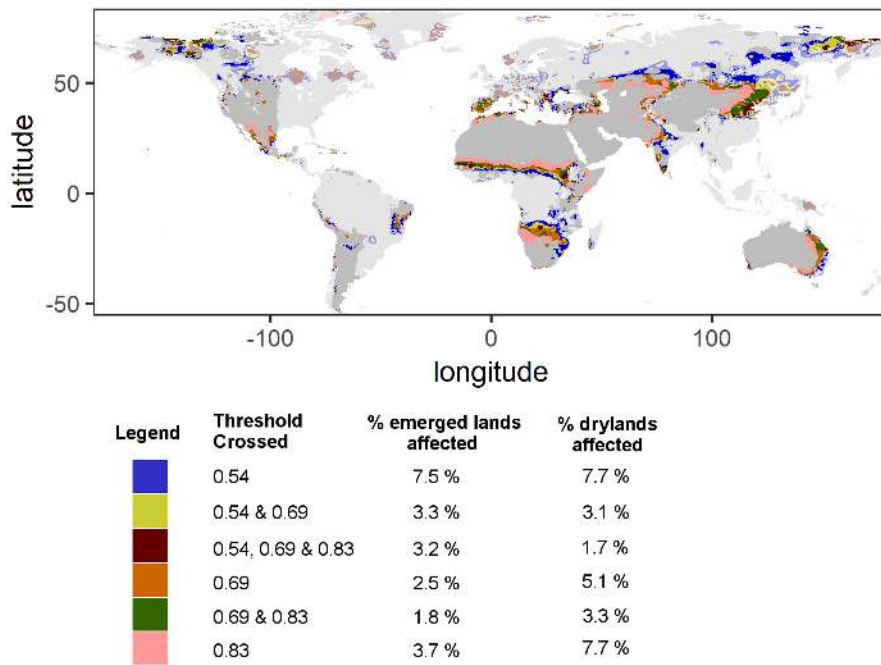 50
0
-50
latitude
-100 0 100
longitude
Legend Threshold Crossed % emerged lands affected % drylands affected
0.54 7.5 % 7.7 %
0.54 & 0.69 3.3 % 3.1 %
0.54, 0.69 & 0.83 3.2 % 1.7 %
0.69 2.5 % 5.1 %
0.69 & 0.83 1.8 % 3.3 %
0.83 3.7 % 7.7 %